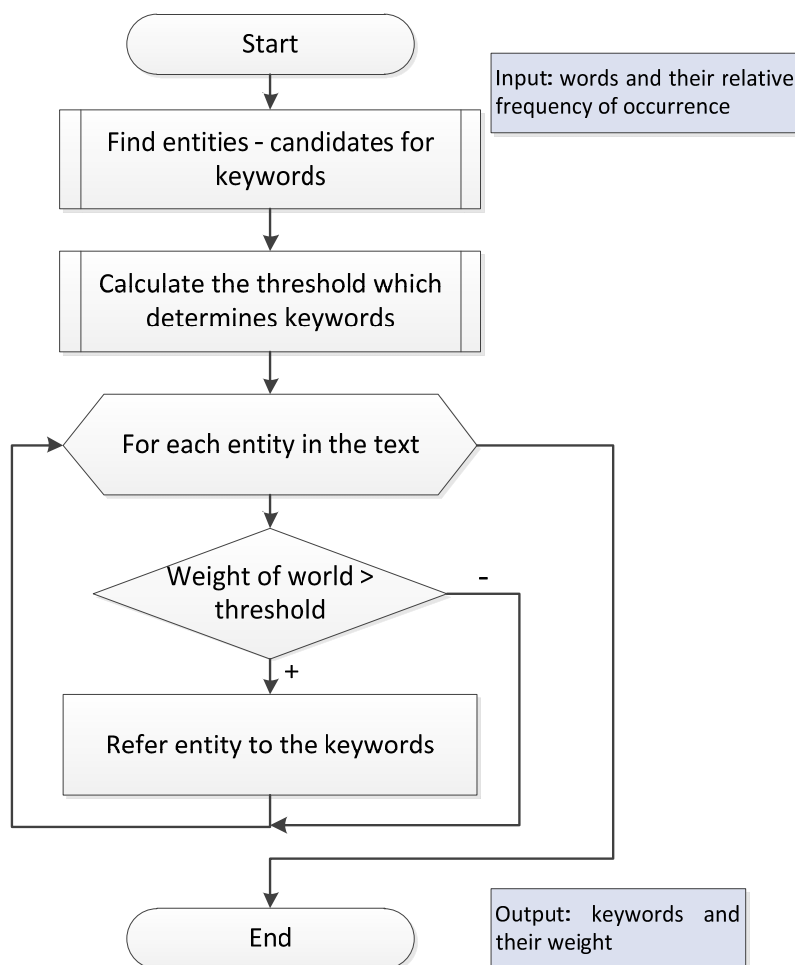 Start
Input: words and their relative
frequency of occurrence
Find entities - candidates for
keywords
Calculate the threshold which
determines keywords
For each entity in the text
Weight of world >
threshold
-
+
Refer entity to the keywords
End
Output: keywords and
their weight